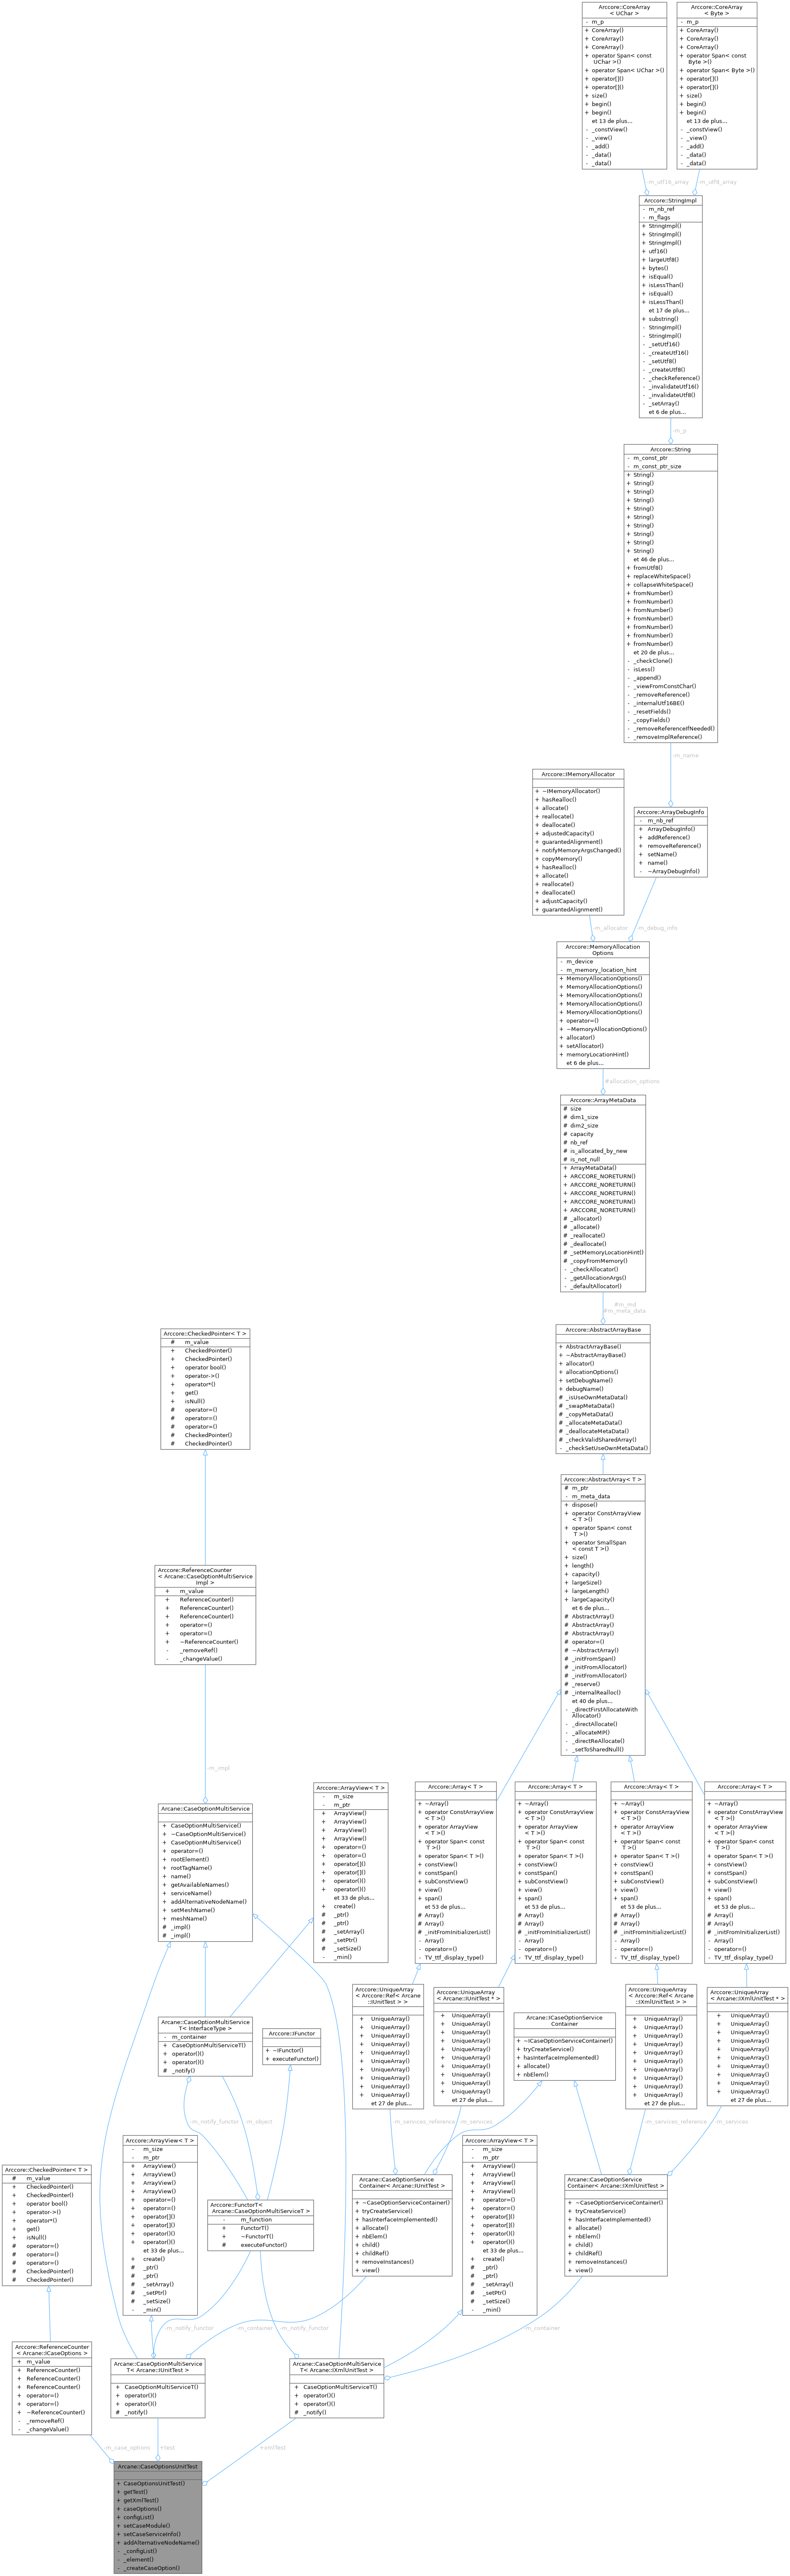 Arccore::CoreArray
< UChar >
- m_p
+ CoreArray()
+ CoreArray()
+ CoreArray()
+ operator Span< const
UChar >()
+ operator Span< UChar >()
+ operator[]()
+ operator[]()
+ size()
+ begin()
+ begin()
et 13 de plus...
- _constView()
- _view()
- _add()
- _data()
- _data()
Arccore::CoreArray
< Byte >
- m_p
+ CoreArray()
+ CoreArray()
+ CoreArray()
+ operator Span< const
Byte >()
+ operator Span< Byte >()
+ operator[]()
+ operator[]()
+ size()
+ begin()
+ begin()
et 13 de plus...
- _constView()
- _view()
- _add()
- _data()
- _data()
-m_utf16_array
-m_utf8_array
Arccore::StringImpl
- m_nb_ref
- m_flags
+ StringImpl()
+ StringImpl()
+ StringImpl()
+ utf16()
+ largeUtf8()
+ bytes()
+ isEqual()
+ isLessThan()
+ isEqual()
+ isLessThan()
et 17 de plus...
+ substring()
- StringImpl()
- StringImpl()
- _setUtf16()
- _createUtf16()
- _setUtf8()
- _createUtf8()
- _checkReference()
- _invalidateUtf16()
- _invalidateUtf8()
- _setArray()
et 6 de plus...
-m_p
Arccore::String
- m_const_ptr
- m_const_ptr_size
+ String()
+ String()
+ String()
+ String()
+ String()
+ String()
+ String()
+ String()
+ String()
+ String()
et 46 de plus...
+ fromUtf8()
+ replaceWhiteSpace()
+ collapseWhiteSpace()
+ fromNumber()
+ fromNumber()
+ fromNumber()
+ fromNumber()
+ fromNumber()
+ fromNumber()
+ fromNumber()
et 20 de plus...
- _checkClone()
- isLess()
- _append()
- _viewFromConstChar()
- _removeReference()
- _internalUtf16BE()
- _resetFields()
- _copyFields()
- _removeReferenceIfNeeded()
- _removeImplReference()
-m_name
Arccore::IMemoryAllocator
+ ~IMemoryAllocator()
+ hasRealloc()
+ allocate()
+ reallocate()
+ deallocate()
+ adjustedCapacity()
+ guarantedAlignment()
+ notifyMemoryArgsChanged()
+ copyMemory()
+ hasRealloc()
+ allocate()
+ reallocate()
+ deallocate()
+ adjustCapacity()
+ guarantedAlignment()
Arccore::ArrayDebugInfo
- m_nb_ref
+ ArrayDebugInfo()
+ addReference()
+ removeReference()
+ setName()
+ name()
- ~ArrayDebugInfo()
-m_allocator
-m_debug_info
Arccore::MemoryAllocation
Options
- m_device
- m_memory_location_hint
+ MemoryAllocationOptions()
+ MemoryAllocationOptions()
+ MemoryAllocationOptions()
+ MemoryAllocationOptions()
+ MemoryAllocationOptions()
+ operator=()
+ ~MemoryAllocationOptions()
+ allocator()
+ setAllocator()
+ memoryLocationHint()
et 6 de plus...
#allocation_options
Arccore::ArrayMetaData
# size
# dim1_size
# dim2_size
# capacity
# nb_ref
# is_allocated_by_new
# is_not_null
+ ArrayMetaData()
+ ARCCORE_NORETURN()
+ ARCCORE_NORETURN()
+ ARCCORE_NORETURN()
+ ARCCORE_NORETURN()
+ ARCCORE_NORETURN()
# _allocator()
# _allocate()
# _reallocate()
# _deallocate()
# _setMemoryLocationHint()
# _copyFromMemory()
- _checkAllocator()
- _getAllocationArgs()
- _defaultAllocator()
#m_md
#m_meta_data
Arccore::AbstractArrayBase
+ AbstractArrayBase()
+ ~AbstractArrayBase()
+ allocator()
+ allocationOptions()
+ setDebugName()
+ debugName()
# _isUseOwnMetaData()
# _swapMetaData()
# _copyMetaData()
# _allocateMetaData()
# _deallocateMetaData()
# _checkValidSharedArray()
- _checkSetUseOwnMetaData()
Arccore::AbstractArray< T >
# m_ptr
- m_meta_data
+ dispose()
+ operator ConstArrayView
< T >()
+ operator Span< const
T >()
+ operator SmallSpan
< const T >()
+ size()
+ length()
+ capacity()
+ largeSize()
+ largeLength()
+ largeCapacity()
et 6 de plus...
# AbstractArray()
# AbstractArray()
# AbstractArray()
# operator=()
# ~AbstractArray()
# _initFromSpan()
# _initFromAllocator()
# _initFromAllocator()
# _reserve()
# _internalRealloc()
et 40 de plus...
- _directFirstAllocateWith
Allocator()
- _directAllocate()
- _allocateMP()
- _directReAllocate()
- _setToSharedNull()
Arccore::CheckedPointer< T >
# m_value
+ CheckedPointer()
+ CheckedPointer()
+ operator bool()
+ operator->()
+ operator*()
+ get()
+ isNull()
# operator=()
# operator=()
# operator=()
# CheckedPointer()
# CheckedPointer()
Arccore::ReferenceCounter
< Arcane::CaseOptionMultiService
Impl >
+ m_value
+ ReferenceCounter()
+ ReferenceCounter()
+ ReferenceCounter()
+ operator=()
+ operator=()
+ ~ReferenceCounter()
- _removeRef()
- _changeValue()
-m_impl
Arcane::CaseOptionMultiService
+ CaseOptionMultiService()
+ ~CaseOptionMultiService()
+ CaseOptionMultiService()
+ operator=()
+ rootElement()
+ rootTagName()
+ name()
+ getAvailableNames()
+ serviceName()
+ addAlternativeNodeName()
+ setMeshName()
+ meshName()
# _impl()
# _impl()
Arccore::ArrayView< T >
- m_size
- m_ptr
+ ArrayView()
+ ArrayView()
+ ArrayView()
+ ArrayView()
+ operator=()
+ operator=()
+ operator[]()
+ operator[]()
+ operator()()
+ operator()()
et 33 de plus...
+ create()
# _ptr()
# _ptr()
# _setArray()
# _setPtr()
# _setSize()
- _min()
Arccore::Array< T >
+ ~Array()
+ operator ConstArrayView
< T >()
+ operator ArrayView
< T >()
+ operator Span< const
T >()
+ operator Span< T >()
+ constView()
+ constSpan()
+ subConstView()
+ view()
+ span()
et 53 de plus...
# Array()
# Array()
# _initFromInitializerList()
- Array()
- operator=()
- TV_ttf_display_type()
Arccore::Array< T >
+ ~Array()
+ operator ConstArrayView
< T >()
+ operator ArrayView
< T >()
+ operator Span< const
T >()
+ operator Span< T >()
+ constView()
+ constSpan()
+ subConstView()
+ view()
+ span()
et 53 de plus...
# Array()
# Array()
# _initFromInitializerList()
- Array()
- operator=()
- TV_ttf_display_type()
Arccore::Array< T >
+ ~Array()
+ operator ConstArrayView
< T >()
+ operator ArrayView
< T >()
+ operator Span< const
T >()
+ operator Span< T >()
+ constView()
+ constSpan()
+ subConstView()
+ view()
+ span()
et 53 de plus...
# Array()
# Array()
# _initFromInitializerList()
- Array()
- operator=()
- TV_ttf_display_type()
Arccore::Array< T >
+ ~Array()
+ operator ConstArrayView
< T >()
+ operator ArrayView
< T >()
+ operator Span< const
T >()
+ operator Span< T >()
+ constView()
+ constSpan()
+ subConstView()
+ view()
+ span()
et 53 de plus...
# Array()
# Array()
# _initFromInitializerList()
- Array()
- operator=()
- TV_ttf_display_type()
Arcane::CaseOptionMultiService
T< InterfaceType >
- m_container
+ CaseOptionMultiServiceT()
+ operator()()
+ operator()()
# _notify()
Arccore::IFunctor
+ ~IFunctor()
+ executeFunctor()
Arccore::UniqueArray
< Arccore::Ref< Arcane
::IUnitTest > >
+ UniqueArray()
+ UniqueArray()
+ UniqueArray()
+ UniqueArray()
+ UniqueArray()
+ UniqueArray()
+ UniqueArray()
+ UniqueArray()
+ UniqueArray()
+ UniqueArray()
et 27 de plus...
Arccore::UniqueArray
< Arcane::IUnitTest * >
+ UniqueArray()
+ UniqueArray()
+ UniqueArray()
+ UniqueArray()
+ UniqueArray()
+ UniqueArray()
+ UniqueArray()
+ UniqueArray()
+ UniqueArray()
+ UniqueArray()
et 27 de plus...
Arcane::ICaseOptionService
Container
+ ~ICaseOptionServiceContainer()
+ tryCreateService()
+ hasInterfaceImplemented()
+ allocate()
+ nbElem()
Arccore::UniqueArray
< Arccore::Ref< Arcane
::IXmlUnitTest > >
+ UniqueArray()
+ UniqueArray()
+ UniqueArray()
+ UniqueArray()
+ UniqueArray()
+ UniqueArray()
+ UniqueArray()
+ UniqueArray()
+ UniqueArray()
+ UniqueArray()
et 27 de plus...
Arccore::UniqueArray
< Arcane::IXmlUnitTest * >
+ UniqueArray()
+ UniqueArray()
+ UniqueArray()
+ UniqueArray()
+ UniqueArray()
+ UniqueArray()
+ UniqueArray()
+ UniqueArray()
+ UniqueArray()
+ UniqueArray()
et 27 de plus...
-m_notify_functor
-m_object
-m_services_reference
-m_services
-m_services_reference
-m_services
Arccore::CheckedPointer< T >
# m_value
+ CheckedPointer()
+ CheckedPointer()
+ operator bool()
+ operator->()
+ operator*()
+ get()
+ isNull()
# operator=()
# operator=()
# operator=()
# CheckedPointer()
# CheckedPointer()
Arccore::ArrayView< T >
- m_size
- m_ptr
+ ArrayView()
+ ArrayView()
+ ArrayView()
+ ArrayView()
+ operator=()
+ operator=()
+ operator[]()
+ operator[]()
+ operator()()
+ operator()()
et 33 de plus...
+ create()
# _ptr()
# _ptr()
# _setArray()
# _setPtr()
# _setSize()
- _min()
Arccore::FunctorT<
Arcane::CaseOptionMultiServiceT >
- m_function
+ FunctorT()
+ ~FunctorT()
# executeFunctor()
Arcane::CaseOptionService
Container< Arcane::IUnitTest >
+ ~CaseOptionServiceContainer()
+ tryCreateService()
+ hasInterfaceImplemented()
+ allocate()
+ nbElem()
+ child()
+ childRef()
+ removeInstances()
+ view()
Arccore::ArrayView< T >
- m_size
- m_ptr
+ ArrayView()
+ ArrayView()
+ ArrayView()
+ ArrayView()
+ operator=()
+ operator=()
+ operator[]()
+ operator[]()
+ operator()()
+ operator()()
et 33 de plus...
+ create()
# _ptr()
# _ptr()
# _setArray()
# _setPtr()
# _setSize()
- _min()
Arcane::CaseOptionService
Container< Arcane::IXmlUnitTest >
+ ~CaseOptionServiceContainer()
+ tryCreateService()
+ hasInterfaceImplemented()
+ allocate()
+ nbElem()
+ child()
+ childRef()
+ removeInstances()
+ view()
-m_notify_functor
-m_container
-m_notify_functor
-m_container
Arccore::ReferenceCounter
< Arcane::ICaseOptions >
+ m_value
+ ReferenceCounter()
+ ReferenceCounter()
+ ReferenceCounter()
+ operator=()
+ operator=()
+ ~ReferenceCounter()
- _removeRef()
- _changeValue()
Arcane::CaseOptionMultiService
T< Arcane::IUnitTest >
+ CaseOptionMultiServiceT()
+ operator()()
+ operator()()
# _notify()
Arcane::CaseOptionMultiService
T< Arcane::IXmlUnitTest >
+ CaseOptionMultiServiceT()
+ operator()()
+ operator()()
# _notify()
-m_case_options
+test
+xmlTest
Arcane::CaseOptionsUnitTest
+ CaseOptionsUnitTest()
+ getTest()
+ getXmlTest()
+ caseOptions()
+ configList()
+ setCaseModule()
+ setCaseServiceInfo()
+ addAlternativeNodeName()
- _configList()
- _element()
- _createCaseOption()